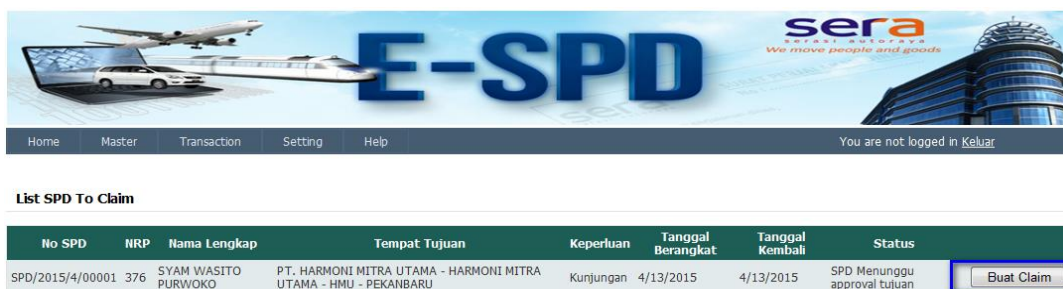 E-SPD
sera
serasi autoraya
We move people and goods
Home Master Transaction Setting Help You are not logged in Keluar
List SPD To Claim
No SPD NRP Nama Lengkap Tempat Tujuan Keperluan Tanggal Berangkat Tanggal Kembali Status
SPD/2015/4/00001 376 SYAM WASITO PURWOKO PT. HARMONI MITRA UTAMA - HARMONI MITRA UTAMA - HMU - PEKANBARU Kunjungan 4/13/2015 4/13/2015 SPD Menunggu approval tujuan Buat Claim